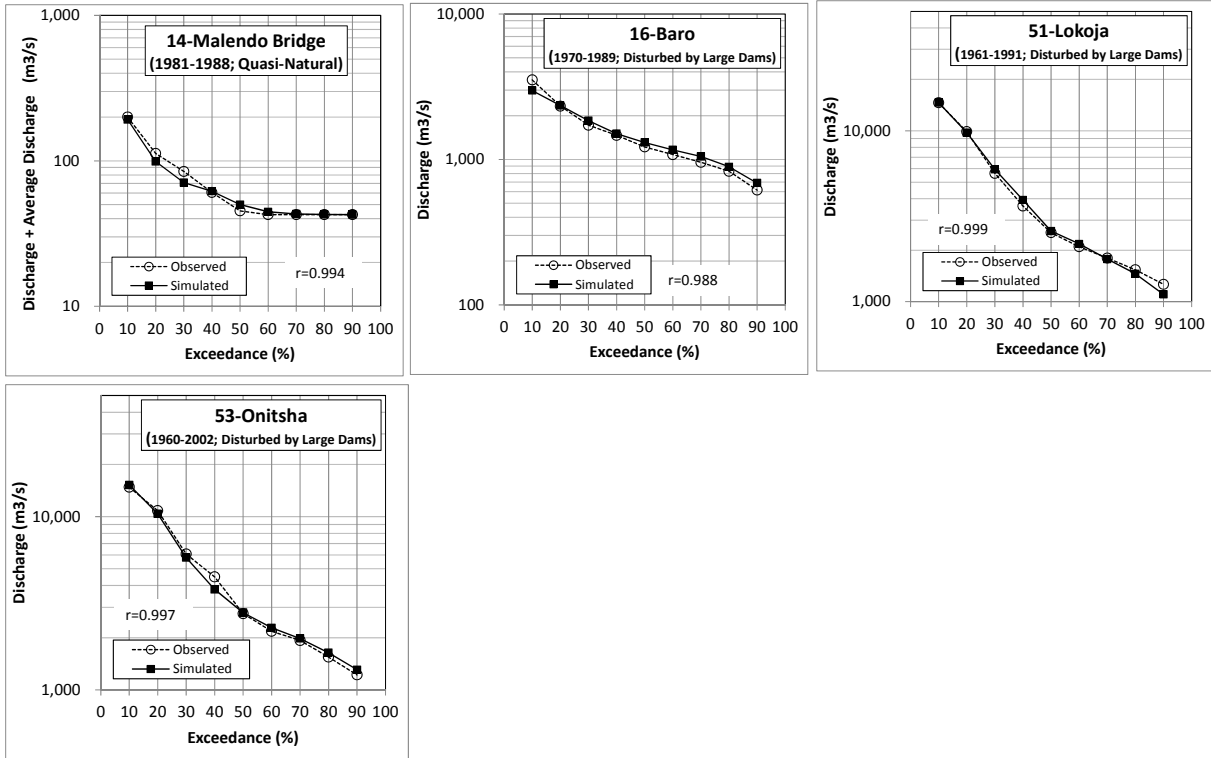 14-Malendo Bridge
(1981-1988; Quasi-Natural)
Discharge + Average Discharge (m3/s)
1,000
100
10
Observed
Simulated
r=0.994
0 10 20 30 40 50 60 70 80 90 100
Exceedance (%)
16-Baro
(1970-1989; Disturbed by Large Dams)
Discharge (m3/s)
10,000
1,000
100
Observed
Simulated
r=0.988
0 10 20 30 40 50 60 70 80 90 100
Exceedance (%)
51-Lokoja
(1961-1991; Disturbed by Large Dams)
Discharge (m3/s)
10,000
1,000
r=0.999
Observed
Simulated
0 10 20 30 40 50 60 70 80 90 100
Exceedance (%)
53-Onitsha
(1960-2002; Disturbed by Large Dams)
Discharge (m3/s)
10,000
1,000
r=0.997
Observed
Simulated
0 10 20 30 40 50 60 70 80 90 100
Exceedance (%)